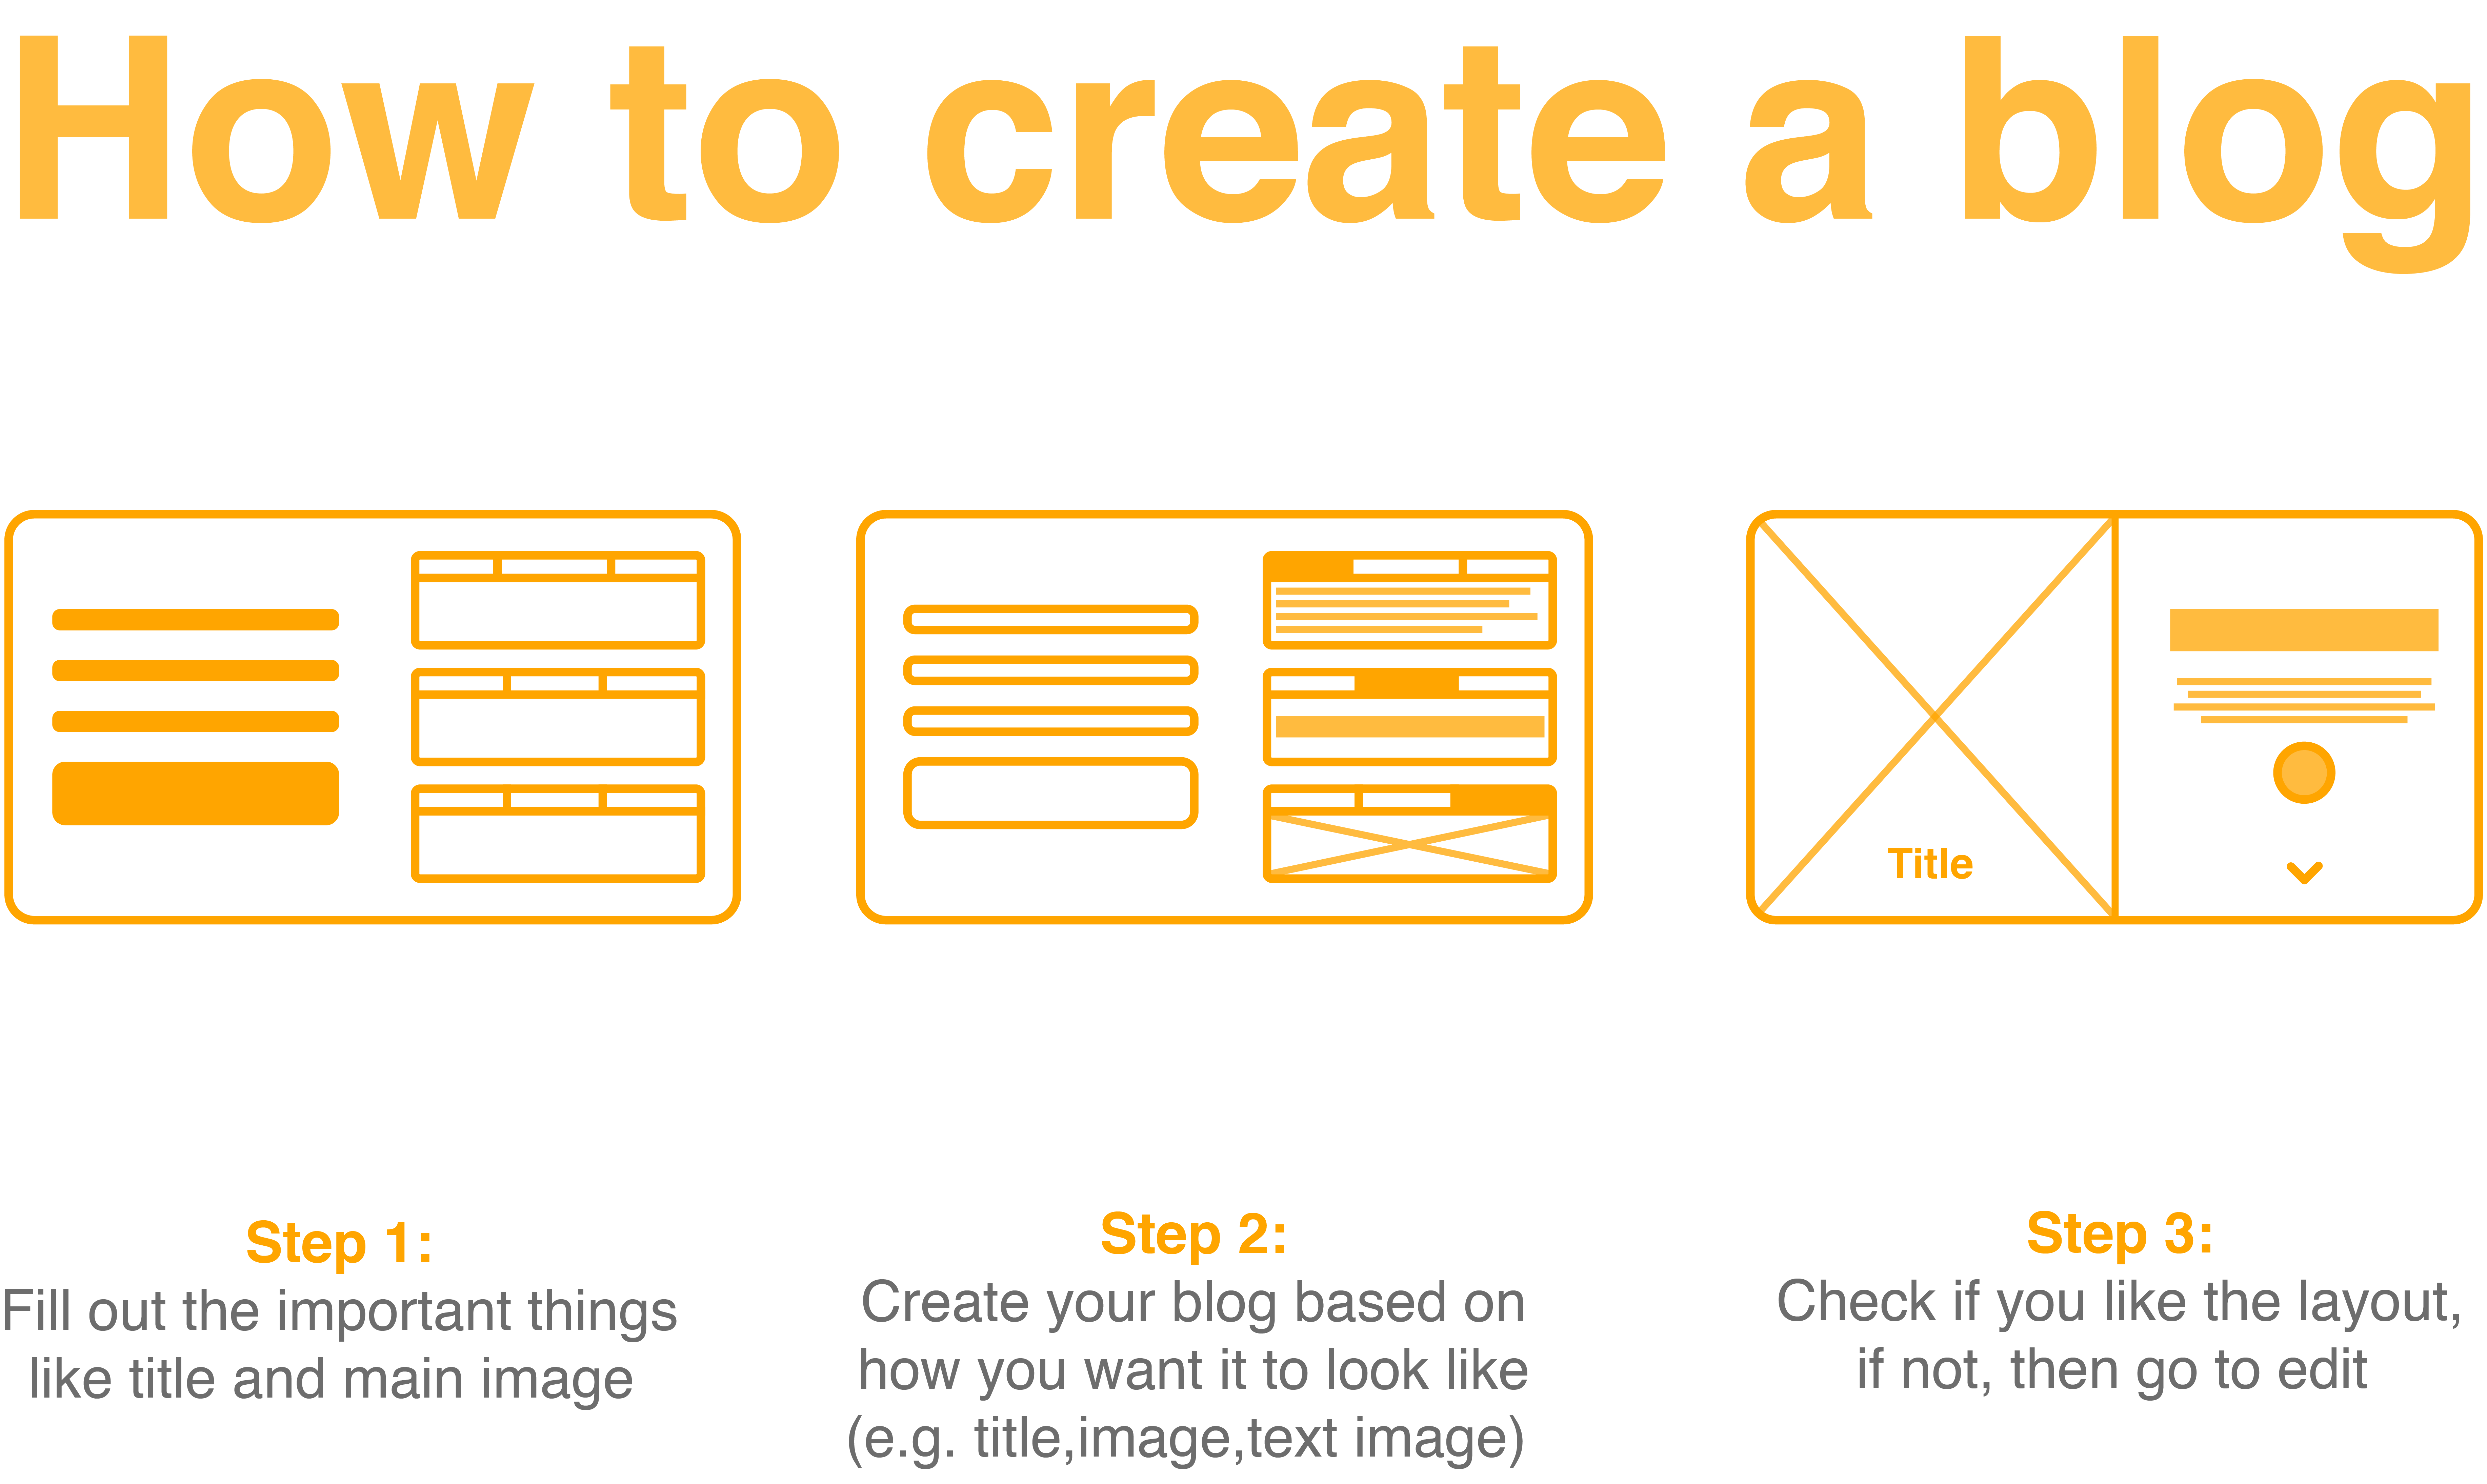 How to create a blog
Title
Step 1:
Fill out the important things
like title and main image
Step 2:
Create your blog based on
how you want it to look like
(e.g. title,image,text image)
Step 3:
Check if you like the layout,
if not, then go to edit